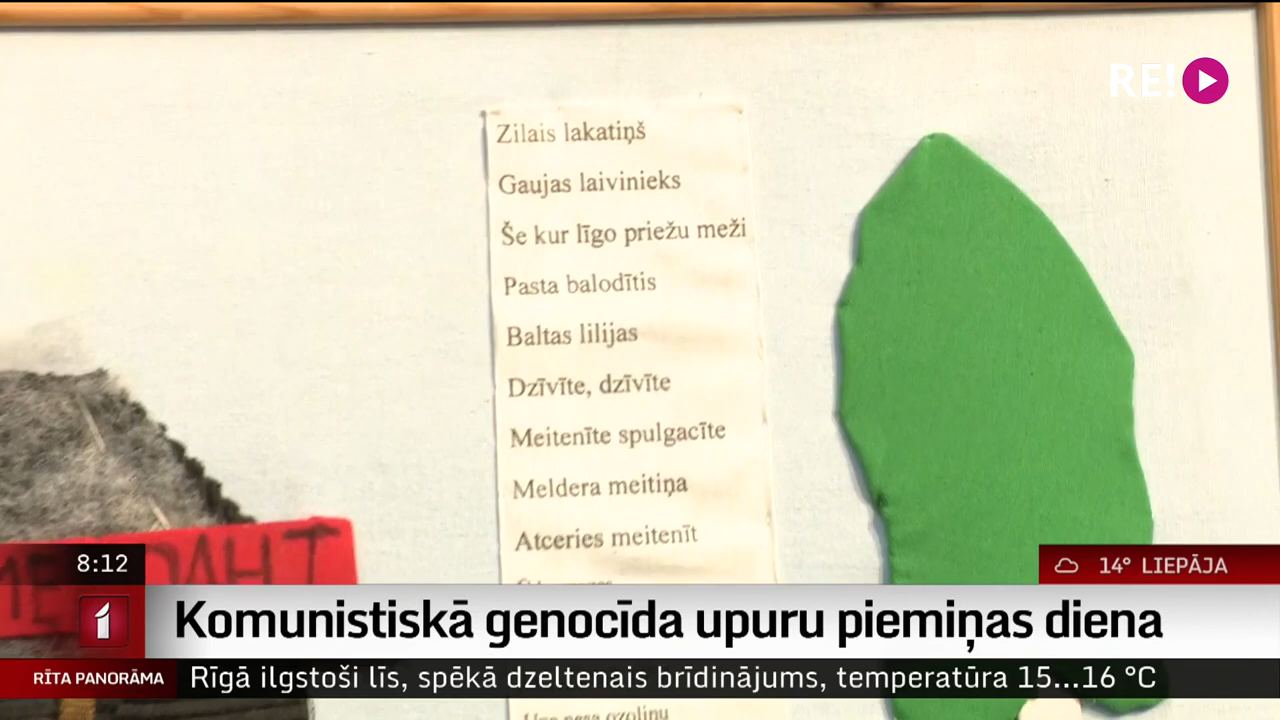 RE!
Zilais lakatiņš
Gaujas laivinieks
Še kur līgo priežu meži
Pasta balodītis
Baltas lilijas
Dzīvīte, dzīvīte
Meitenīte spulgacīte
Meldera meitiņa
Atceries meitenīt
8:12
14° LIEPĀJA
1
Komunistiskā genocīda upuru piemiņas diena
RĪTA PANORĀMA
Rīgā ilgstoši līs, spēkā dzeltenais brīdinājums, temperatūra 15...16 °C
ozoliņu